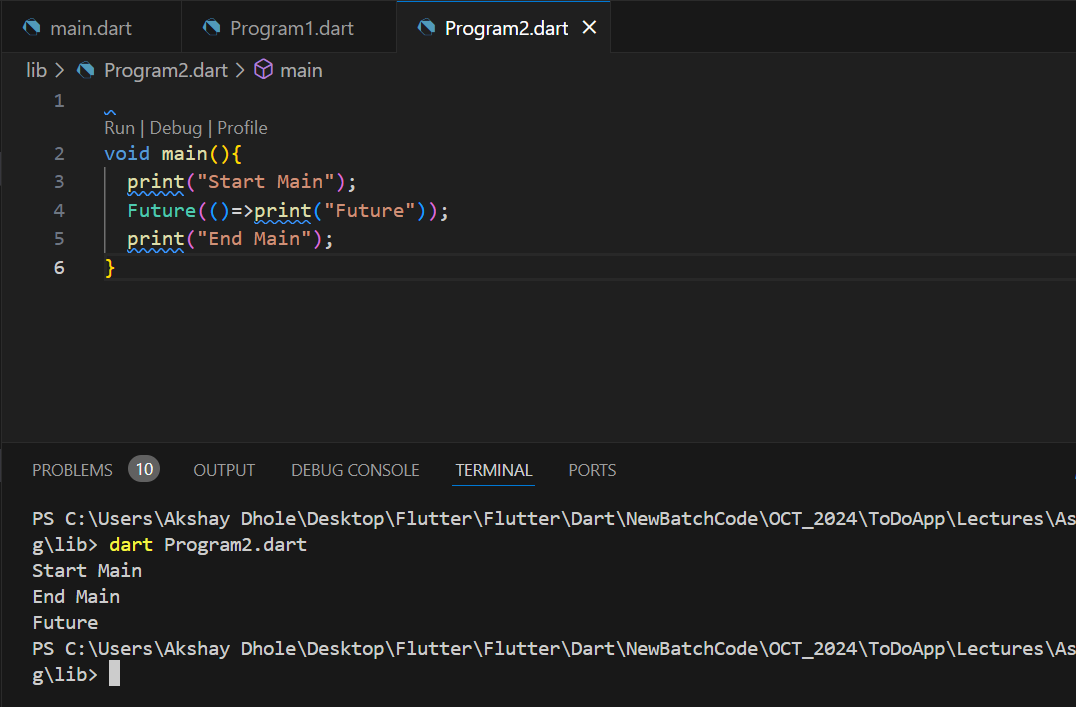 main.dart Program1.dart Program2.dart ×
lib > Program2.dart > main
1
Run | Debug | Profile
2 void main(){
3 print("Start Main");
4 Future(()=>print("Future"));
5 print("End Main");
6 }
PROBLEMS 10 OUTPUT DEBUG CONSOLE TERMINAL PORTS
PS C:\Users\Akshay Dhole\Desktop\Flutter\Flutter\Dart\NewBatchCode\OCT_2024\ToDoApp\Lectures\As
g\lib> dart Program2.dart
Start Main
End Main
Future
PS C:\Users\Akshay Dhole\Desktop\Flutter\Flutter\Dart\NewBatchCode\OCT_2024\ToDoApp\Lectures\As
g\lib>